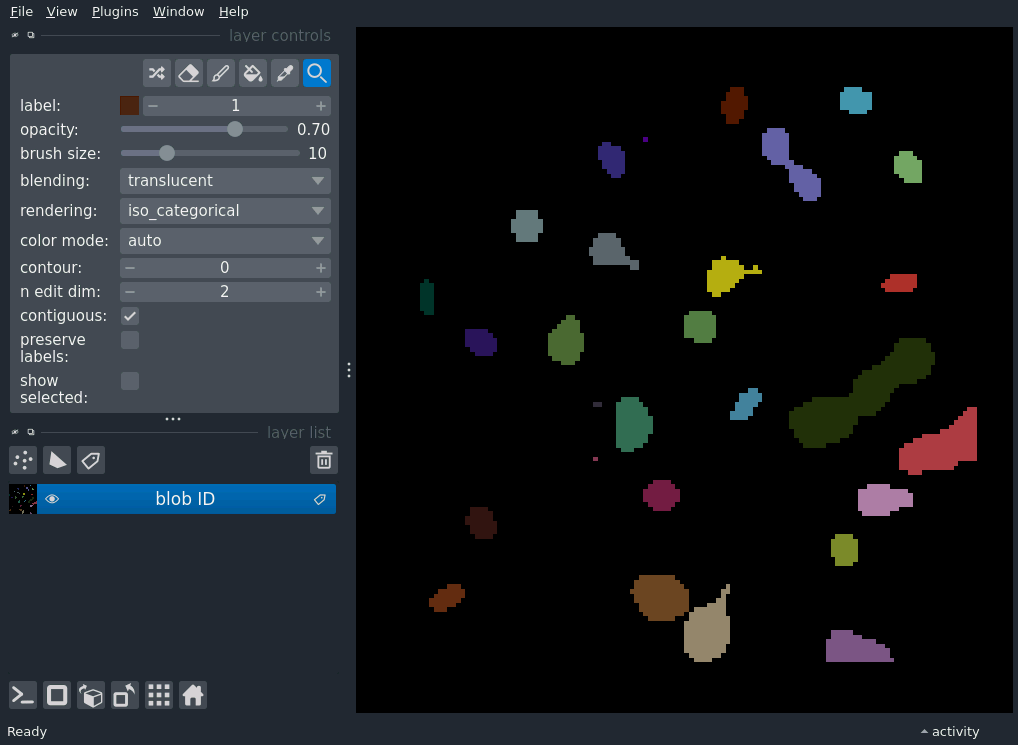 File View Plugins Window Help
layer controls
label: 1
opacity: 0.70
brush size: 10
blending: translucent
rendering: iso_categorical
color mode: auto
contour: 0
n edit dim: 2
contiguous:
preserve
labels:
show
selected:
layer list
blob ID
Ready
activity